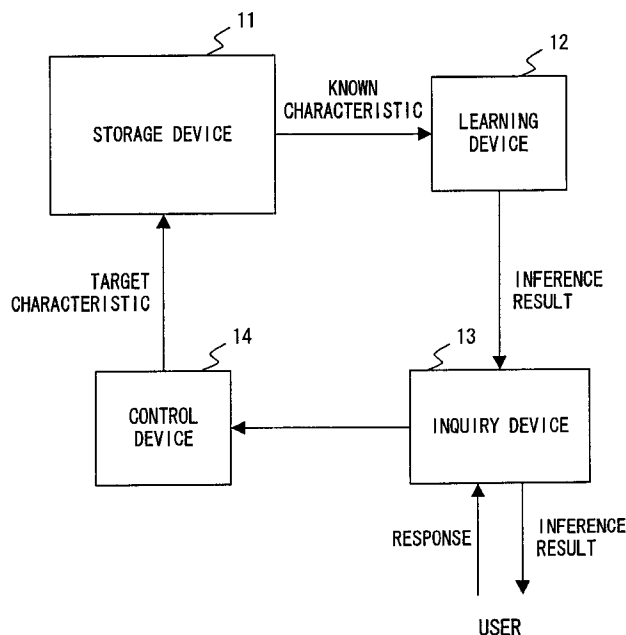 11
12
KNOWN
CHARACTERISTIC
STORAGE DEVICE
LEARNING
DEVICE
TARGET
CHARACTERISTIC
INFERENCE
RESULT
14
13
CONTROL
DEVICE
INQUIRY DEVICE
RESPONSE
INFERENCE
RESULT
USER